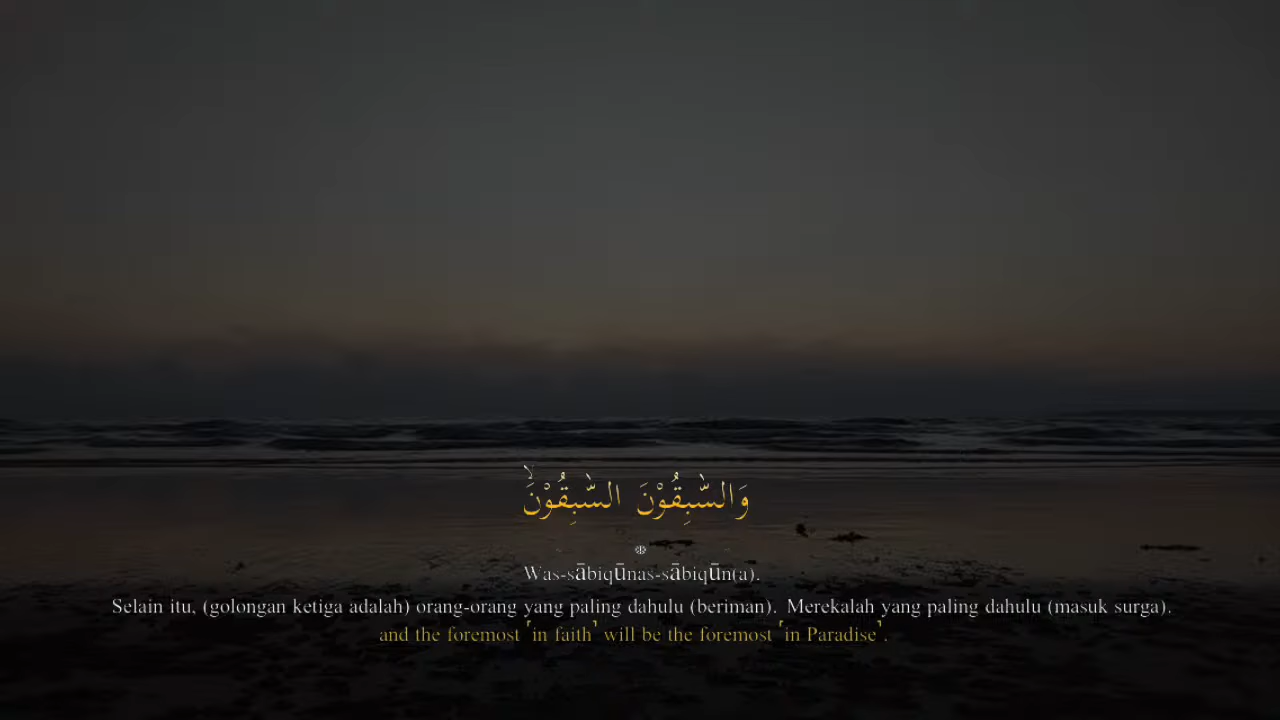 وَالسّٰبِقُوْنَ السّٰبِقُوْنَۙ
Was-sābiqūnas-sābiqūn(a).
Selain itu, (golongan ketiga adalah) orang-orang yang paling dahulu (beriman). Merekalah yang paling dahulu (masuk surga).
and the foremost ˹in faith˺ will be the foremost ˹in Paradise˺.